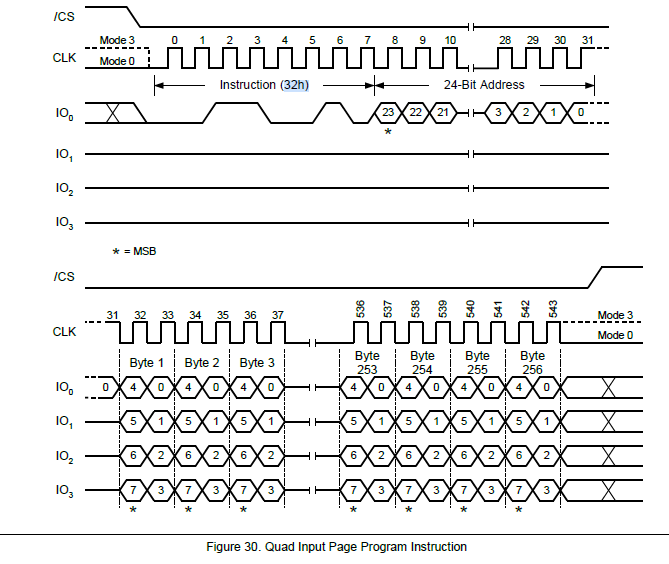 /CS
Mode 3 0 1 2 3 4 5 6 7 8 9 10 28 29 30 31
CLK Mode 0
Instruction (32h) 24-Bit Address
IO0 23 22 21 3 2 1 0
*
IO1
IO2
IO3
* = MSB
/CS
31 32 33 34 35 36 37 536 537 538 539 540 541 542 543 Mode 3
CLK Mode 0
Byte 1 Byte 2 Byte 3 Byte 253 Byte 254 Byte 255 Byte 256
IO0 0 4 0 4 0 4 0 4 0 4 0 4 0 4 0
IO1 5 1 5 1 5 1 5 1 5 1 5 1 5 1
IO2 6 2 6 2 6 2 6 2 6 2 6 2 6 2
IO3 7 3 7 3 7 3 7 3 7 3 7 3 7 3
* * * * * * *
Figure 30. Quad Input Page Program Instruction